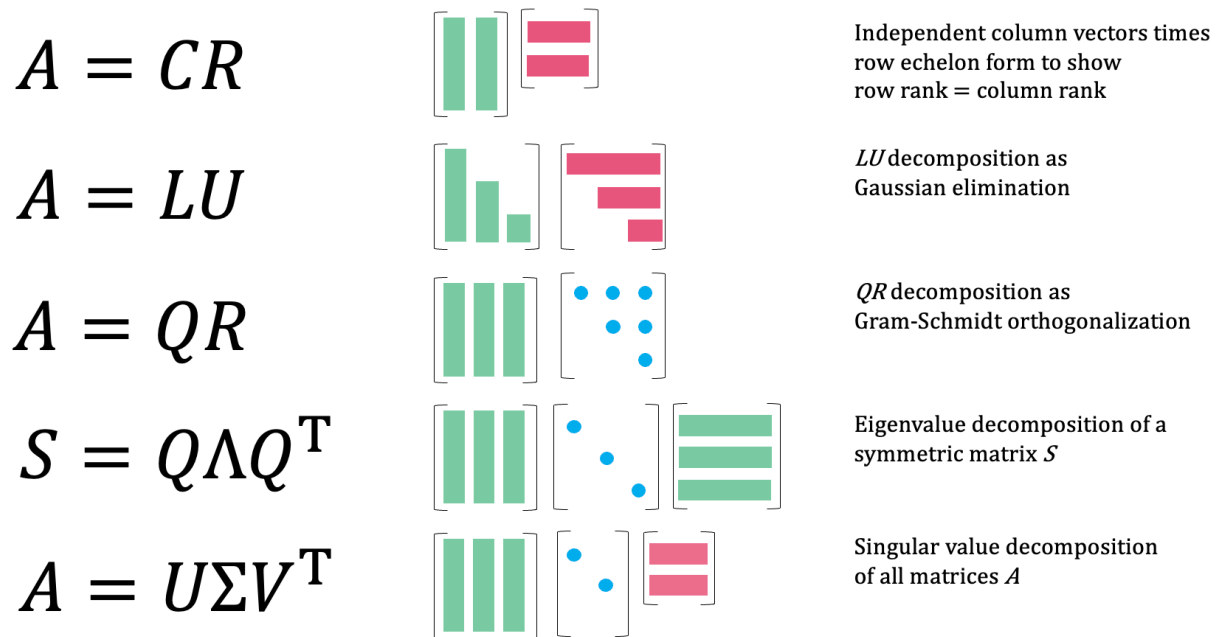 A = CR
Independent column vectors times
row echelon form to show
row rank = column rank
A = LU
LU decomposition as
Gaussian elimination
A = QR
QR decomposition as
Gram-Schmidt orthogonalization
S = QΛQᵀ
Eigenvalue decomposition of a
symmetric matrix S
A = UΣVᵀ
Singular value decomposition
of all matrices A